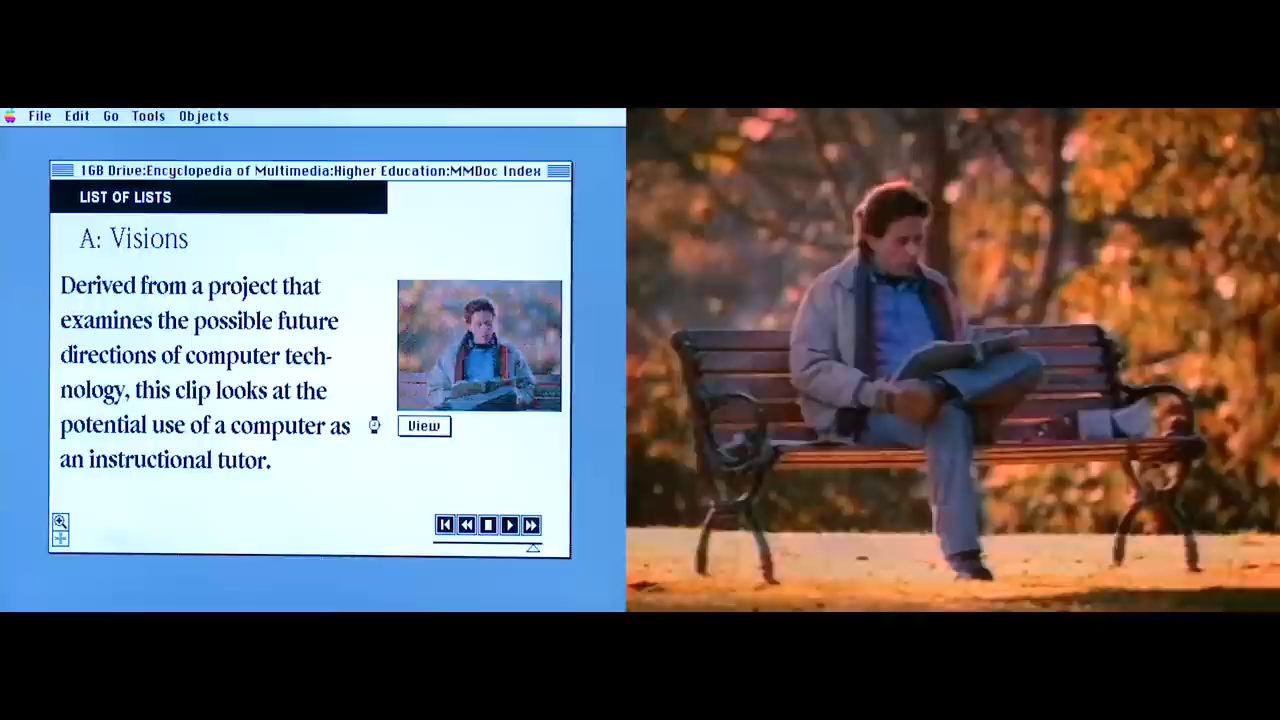 File Edit Go Tools Objects
1GB Drive:Encyclopedia of Multimedia:Higher Education:MMDoc Index
LIST OF LISTS
A: Visions
Derived from a project that
examines the possible future
directions of computer tech-
nology, this clip looks at the
potential use of a computer as
an instructional tutor.
View